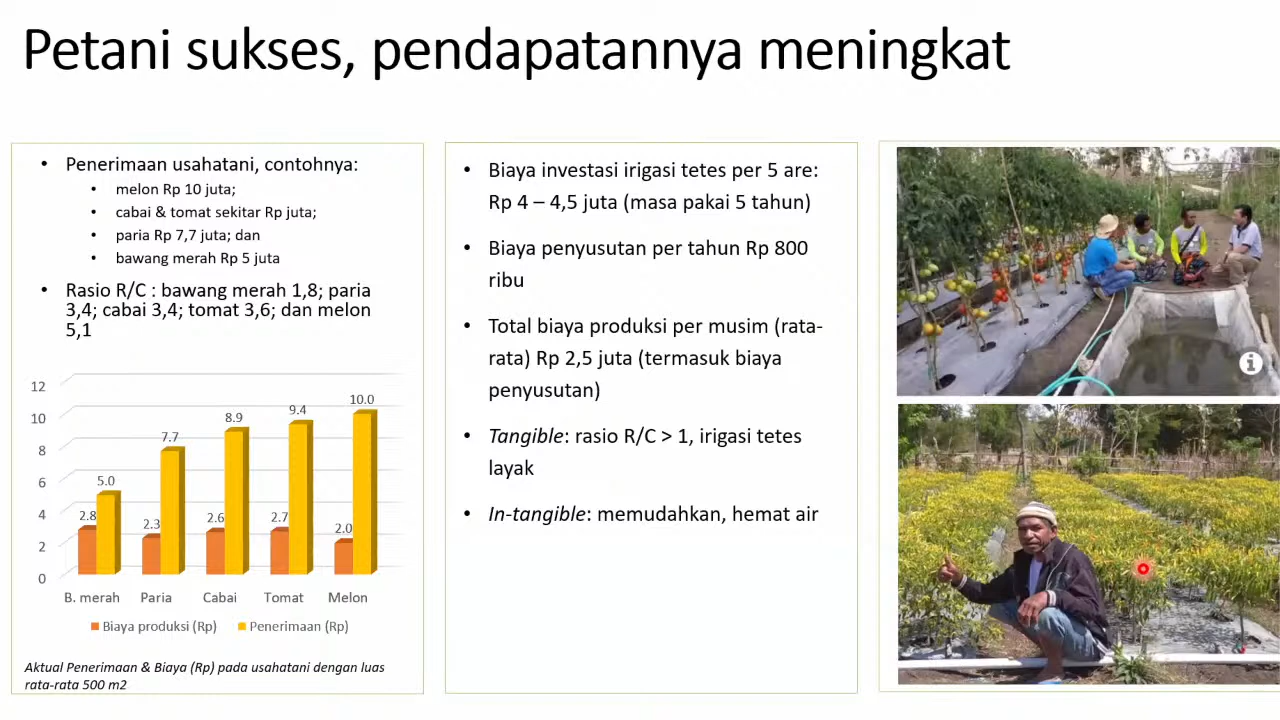 Petani sukses, pendapatannya meningkat
• Penerimaan usahatani, contohnya:
• melon Rp 10 juta;
• cabai & tomat sekitar Rp juta;
• paria Rp 7,7 juta; dan
• bawang merah Rp 5 juta
• Rasio R/C : bawang merah 1,8; paria
3,4; cabai 3,4; tomat 3,6; dan melon
5,1
12
10
8
6
4
2
0
2.8
5.0
2.3
7.7
2.6
8.9
2.7
9.4
2.0
10.0
B. merah
Paria
Cabai
Tomat
Melon
Biaya produksi (Rp)
Penerimaan (Rp)
Aktual Penerimaan & Biaya (Rp) pada usahatani dengan luas
rata-rata 500 m2
• Biaya investasi irigasi tetes per 5 are:
Rp 4 – 4,5 juta (masa pakai 5 tahun)
• Biaya penyusutan per tahun Rp 800
ribu
• Total biaya produksi per musim (rata-
rata) Rp 2,5 juta (termasuk biaya
penyusutan)
• Tangible: rasio R/C > 1, irigasi tetes
layak
• In-tangible: memudahkan, hemat air